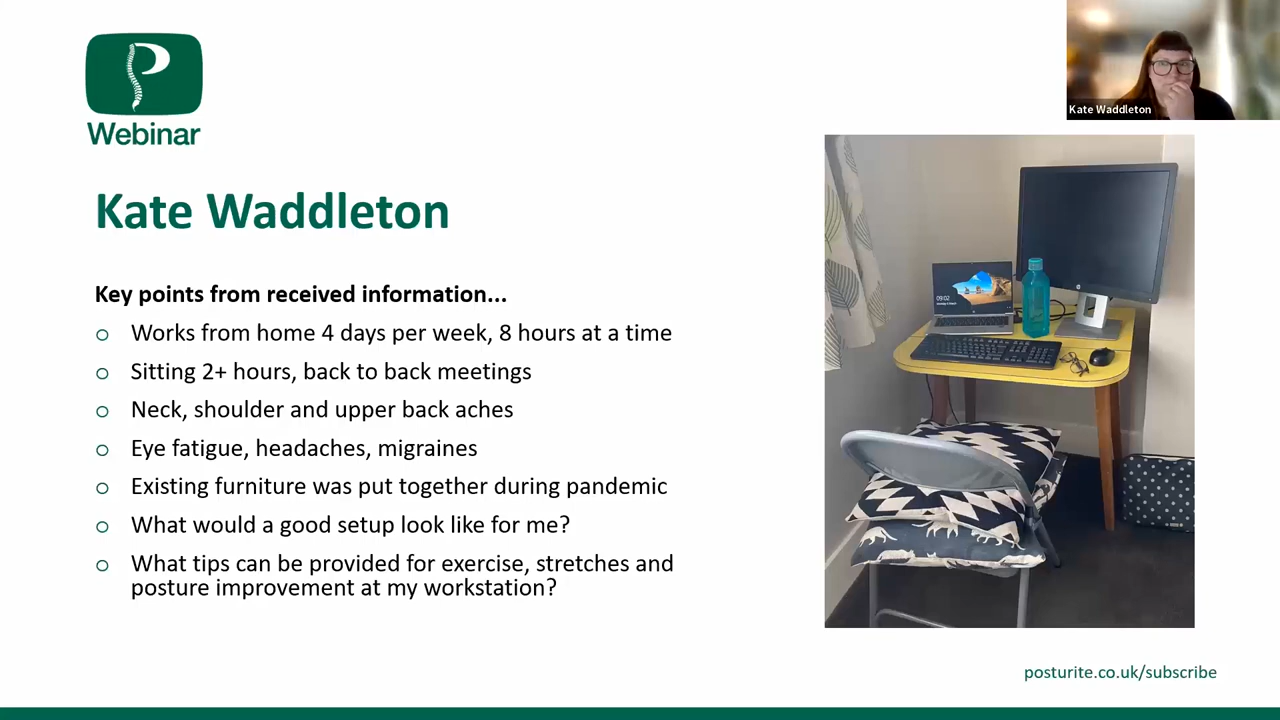 Kate Waddleton
Webinar
Kate Waddleton
Key points from received information...
o Works from home 4 days per week, 8 hours at a time
o Sitting 2+ hours, back to back meetings
o Neck, shoulder and upper back aches
o Eye fatigue, headaches, migraines
o Existing furniture was put together during pandemic
o What would a good setup look like for me?
o What tips can be provided for exercise, stretches and
posture improvement at my workstation?
09:02
posturite.co.uk/subscribe